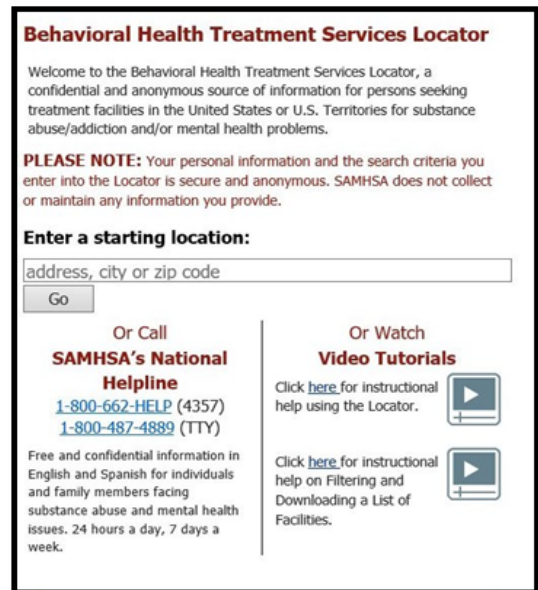 Behavioral Health Treatment Services Locator
Welcome to the Behavioral Health Treatment Services Locator, a
confidential and anonymous source of information for persons seeking
treatment facilities in the United States or U.S. Territories for substance
abuse/addiction and/or mental health problems.
PLEASE NOTE: Your personal information and the search criteria you
enter into the Locator is secure and anonymous. SAMHSA does not collect
or maintain any information you provide.
Enter a starting location:
address, city or zip code
Go
Or Call
SAMHSA's National
Helpline
1-800-662-HELP (4357)
1-800-487-4889 (TTY)
Free and confidential information in
English and Spanish for individuals
and family members facing
substance abuse and mental health
issues. 24 hours a day, 7 days a
week.
Or Watch
Video Tutorials
Click here for instructional
help using the Locator.
Click here for instructional
help on Filtering and
Downloading a List of
Facilities.